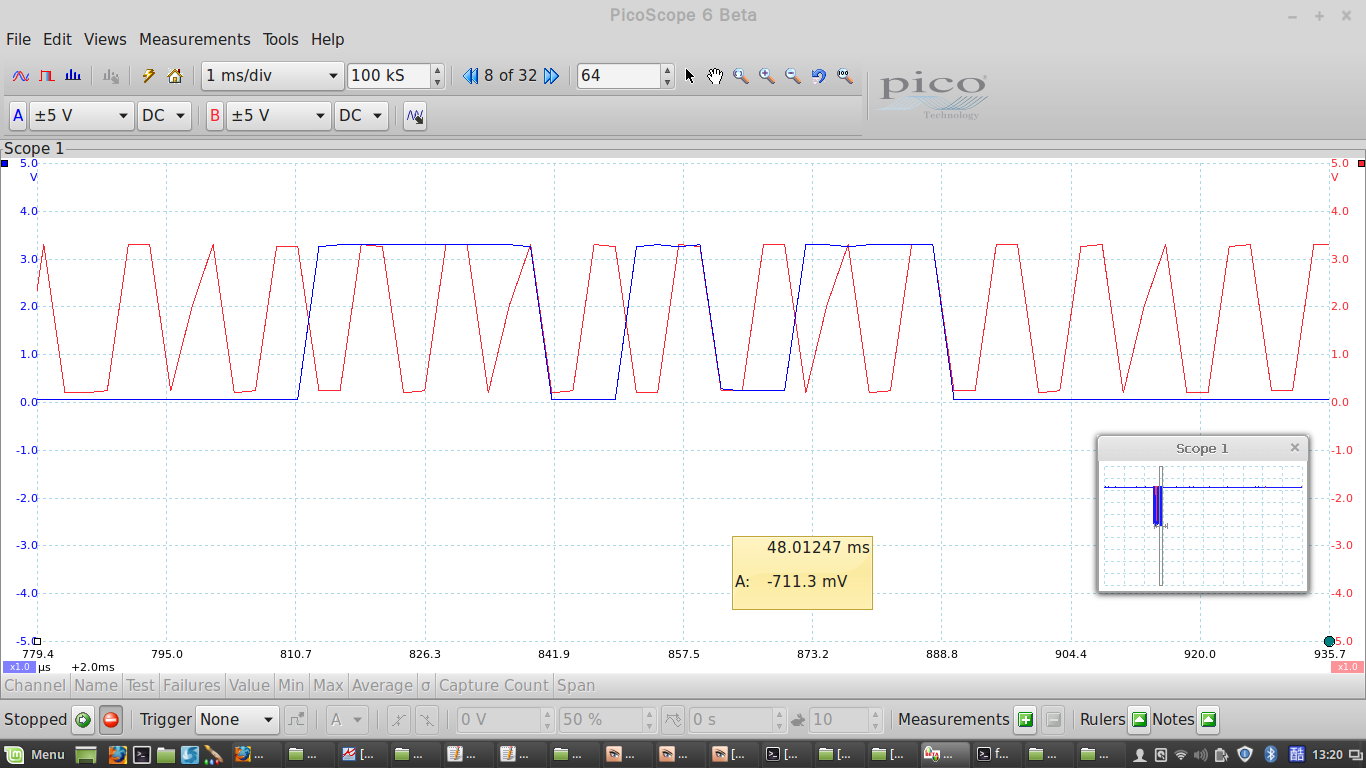 PicoScope 6 Beta
File Edit Views Measurements Tools Help
1 ms/div 100 kS 8 of 32 64
pico
Technology
A ±5 V DC B ±5 V DC
Scope 1
5.0 5.0
V V
4.0 4.0
3.0 3.0
2.0 2.0
1.0 1.0
0.0 0.0
-1.0 -1.0
-2.0 -2.0
-3.0 -3.0
-4.0 -4.0
-5.0 5.0
Scope 1
48.01247 ms
A: -711.3 mV
779.4 795.0 810.7 826.3 841.9 857.5 873.2 888.8 904.4 920.0 935.7
x1.0 µs +2.0ms x1.0
Channel Name Test Failures Value Min Max Average σ Capture Count Span
Stopped Trigger None A 0 V 50 % 0 s 10 Measurements Rulers Notes
Menu ... ... [... ... ... ... ... ... ... [... [... [... [... ... f... ... ... 酷 13:20